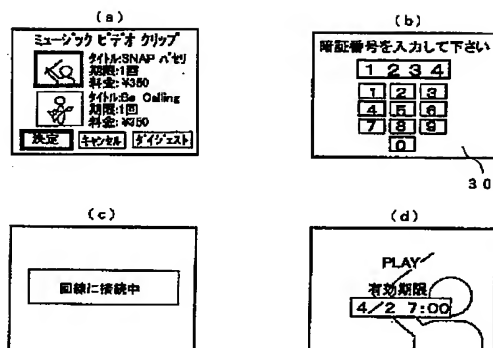 (a)
ミュージック ビデオ クリップ
タイトル:SNAP パセリ
期限:1回
料金:¥350
タイトル:Be Calling
期限:1回
料金:¥350
決定 キャンセル ダイジェスト
(b)
暗証番号を入力して下さい
1 2 3 4
1 2 3
4 5 6
7 8 9
0
30
(c)
回線に接続中
(d)
PLAY
有効期限
4/2 7:00